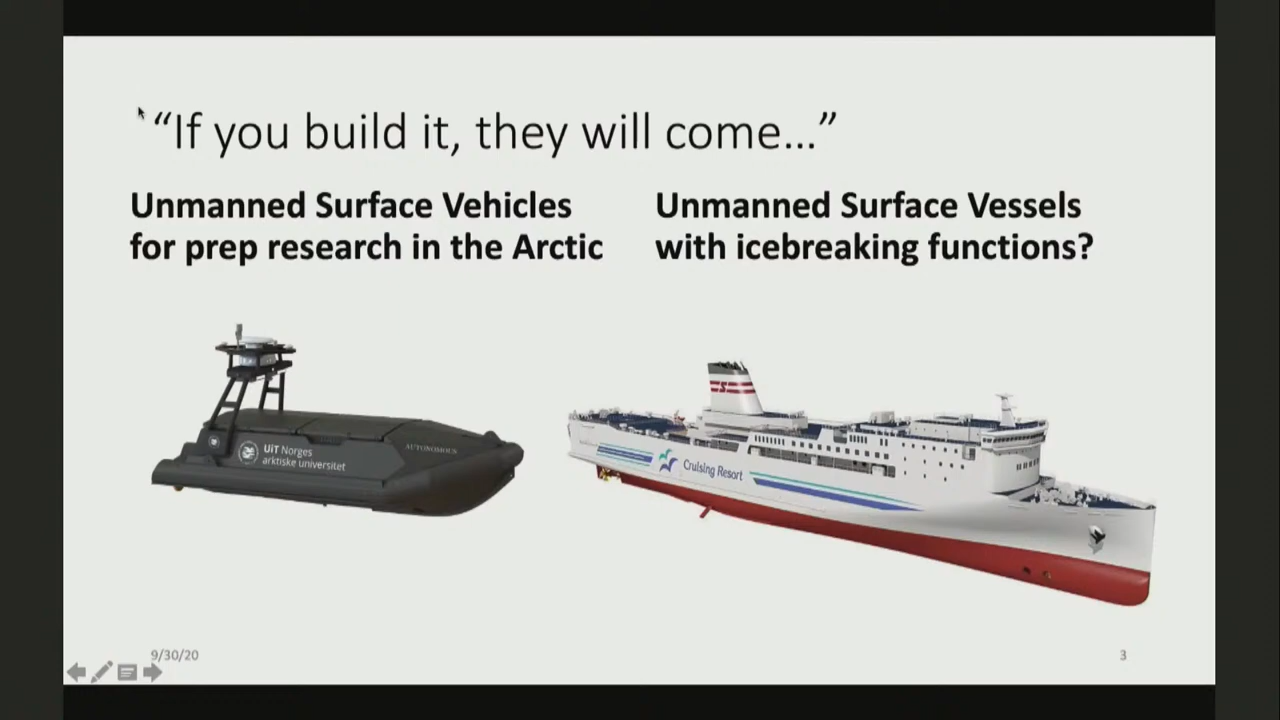 “If you build it, they will come...”
Unmanned Surface Vehicles
for prep research in the Arctic
Unmanned Surface Vessels
with icebreaking functions?
UiT Norges
arktiske universitet
AUTONOMOUS
S
Cruising Resort
9/30/20
3